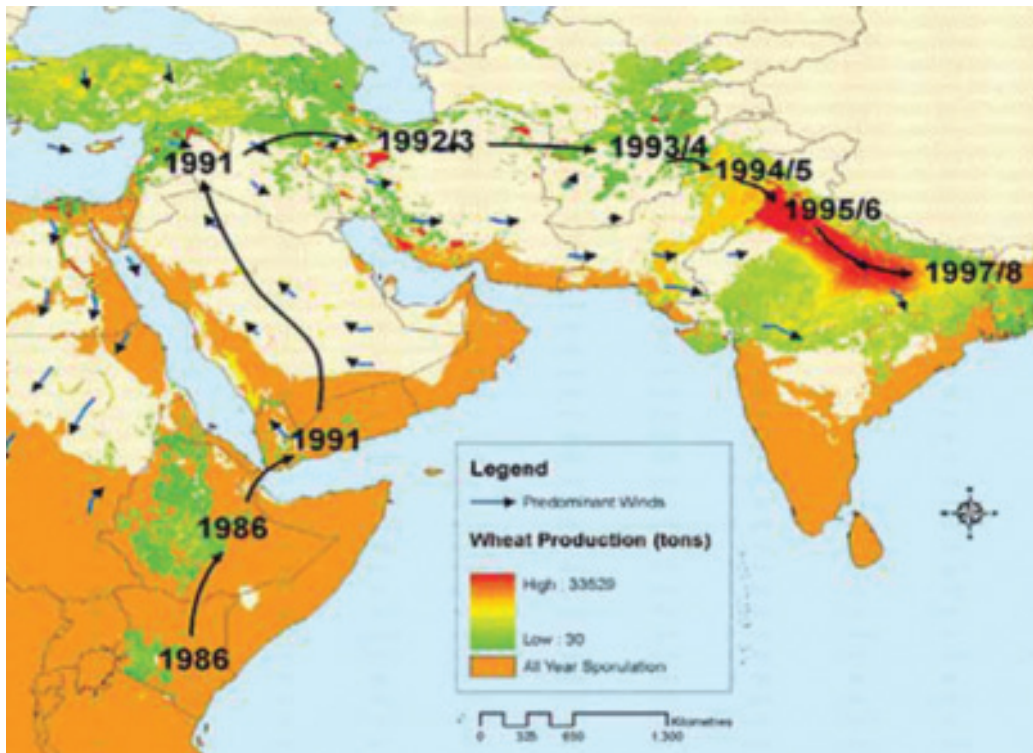 1991
1992/3
1993/4
1994/5
1995/6
1997/8
1991
1986
1986
Legend
Predominant Winds
Wheat Production (tons)
High : 33529
Low : 30
All Year Sporulation
Kilometres
0 325 650 1,300